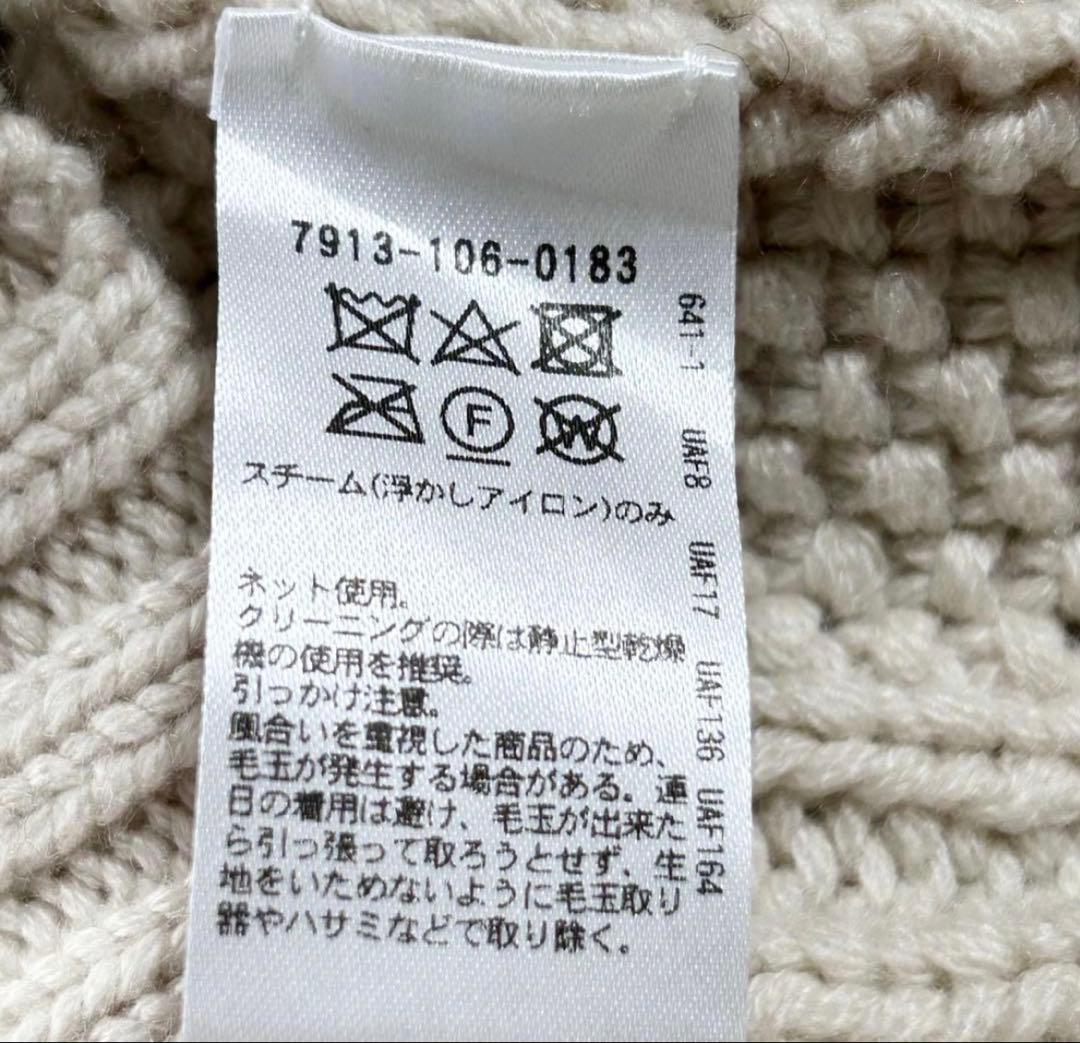 7913-106-0183
F
W
スチーム(浮かしアイロン)のみ
ネット使用。
クリーニングの際は静止型乾燥
機の使用を推奨。
引っかけ注意。
風合いを重視した商品のため、
毛玉が発生する場合がある。連
日の着用は避け、毛玉が出来た
ら引っ張って取ろうとせず、生
地をいためないように毛玉取り
器やハサミなどで取り除く。
641-1 UAF8 UAF17 UAF136 UAF164